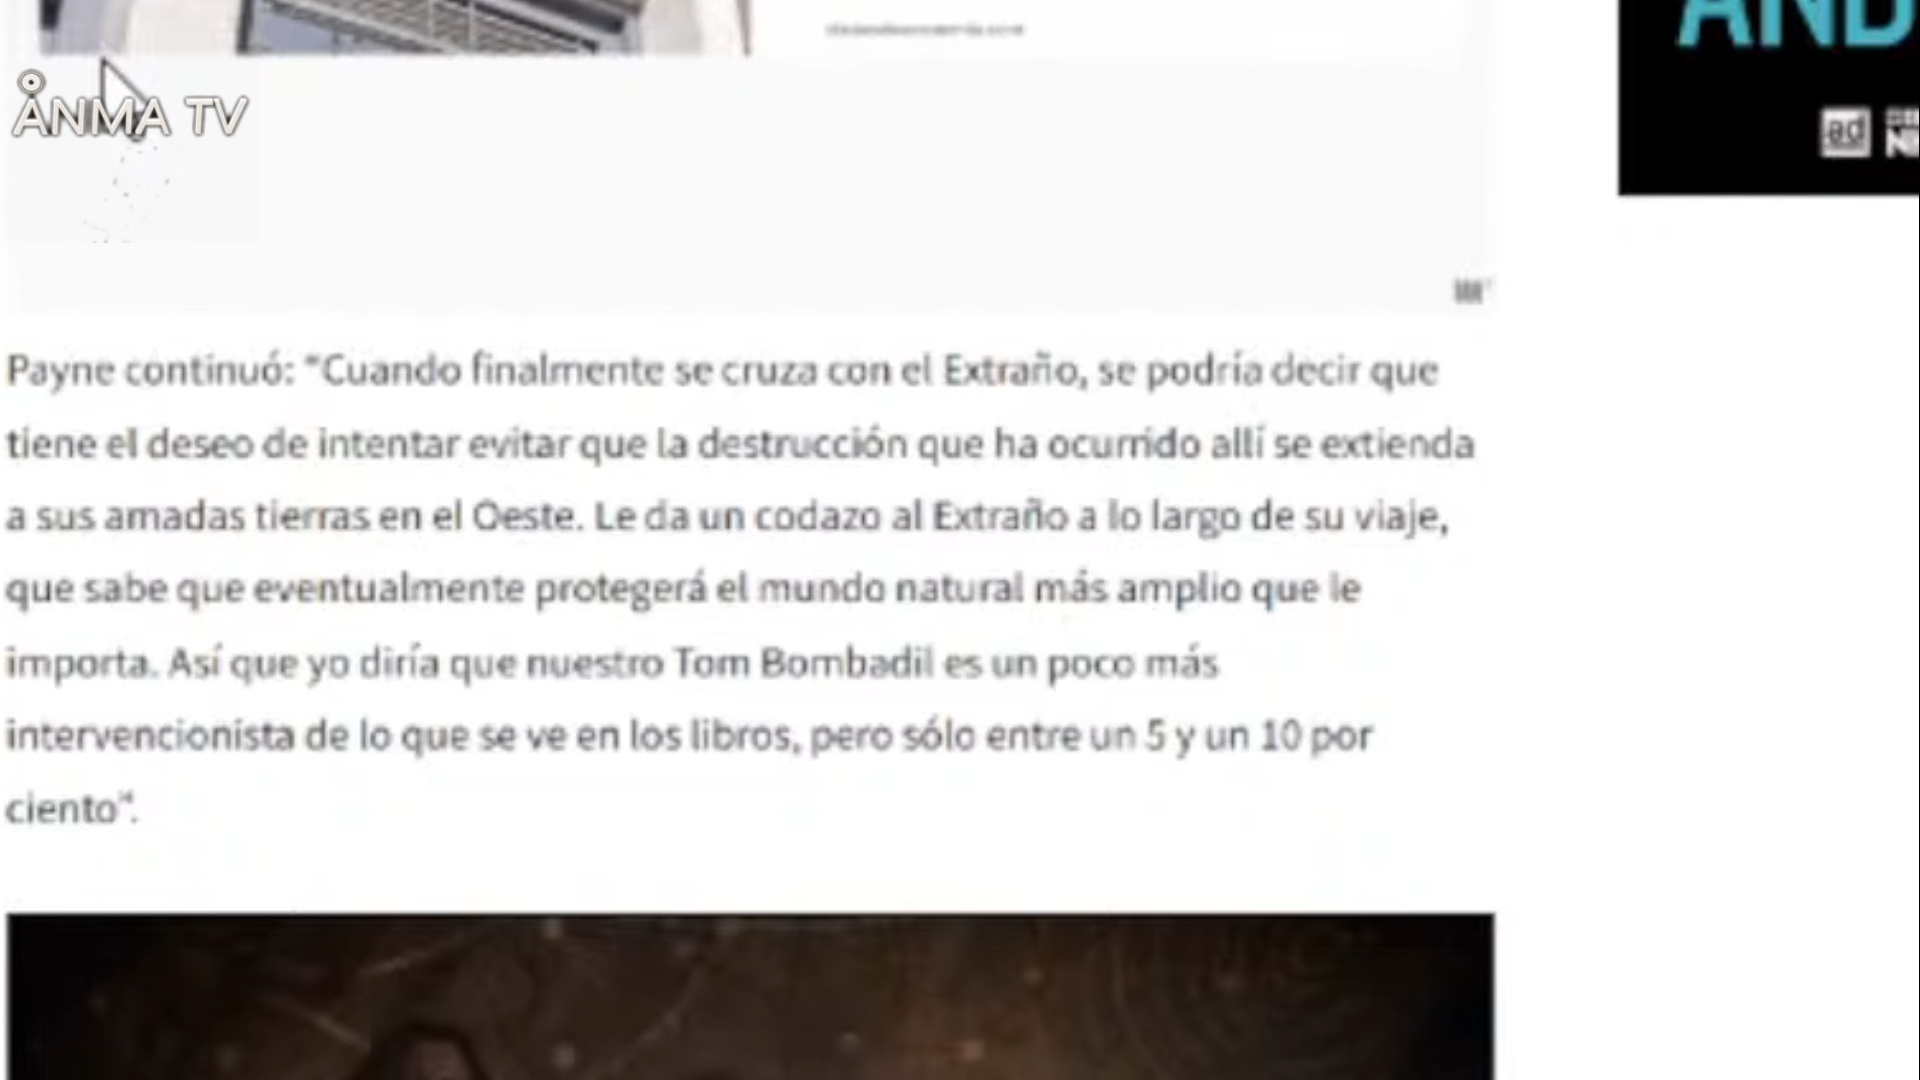 AND
ÅNMA TV
ad
Payne continuó: “Cuando finalmente se cruza con el Extraño, se podría decir que
tiene el deseo de intentar evitar que la destrucción que ha ocurrido allí se extienda
a sus amadas tierras en el Oeste. Le da un codazo al Extraño a lo largo de su viaje,
que sabe que eventualmente protegerá el mundo natural más amplio que le
importa. Así que yo diría que nuestro Tom Bombadil es un poco más
intervencionista de lo que se ve en los libros, pero sólo entre un 5 y un 10 por
ciento”.